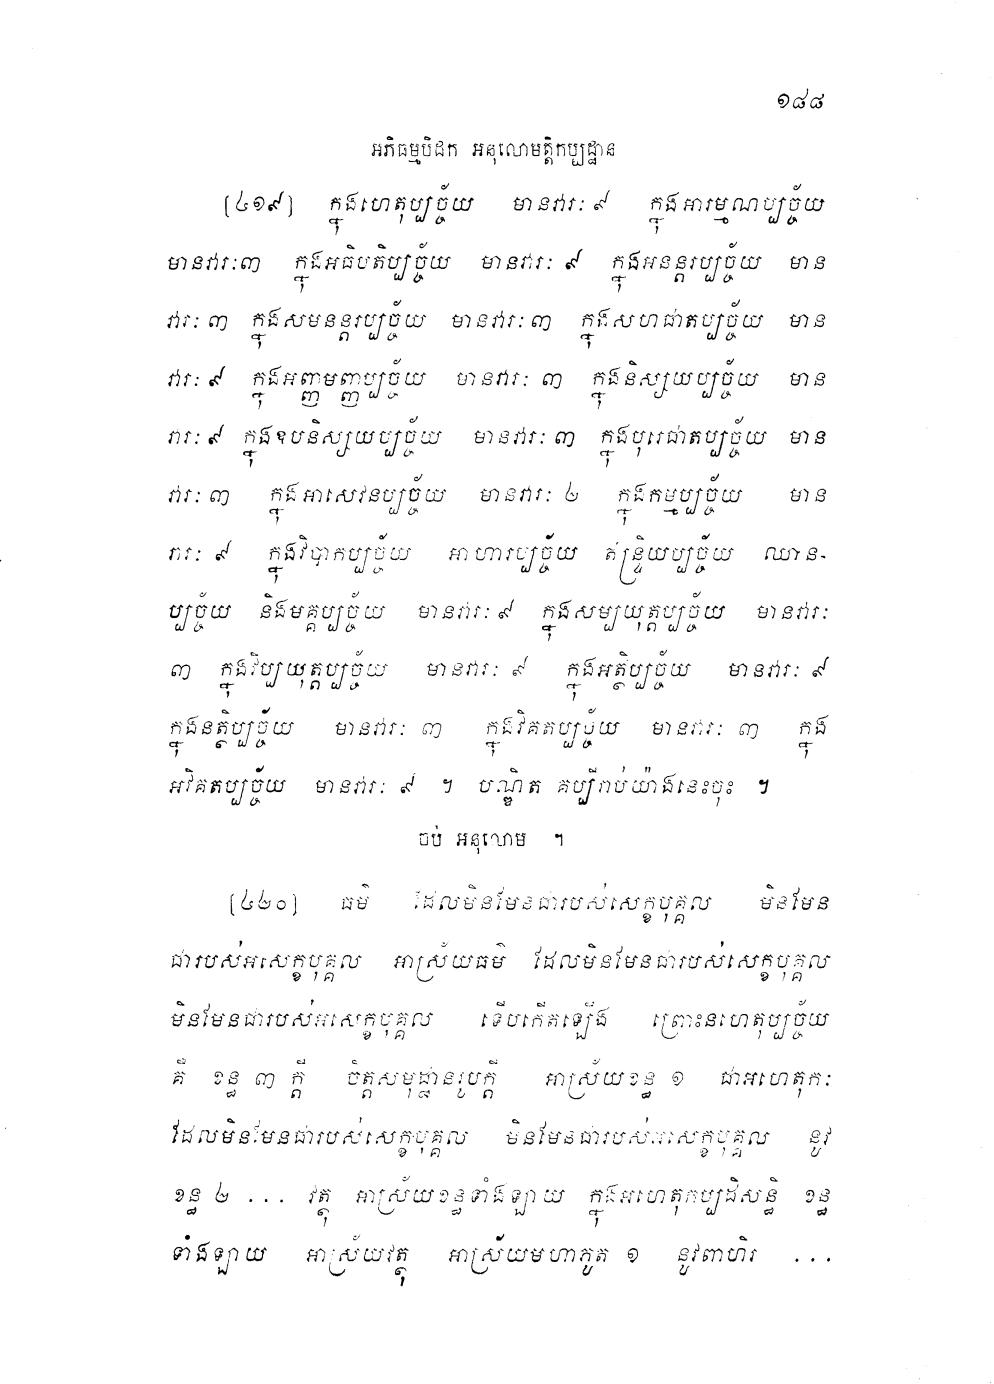 ១៨៨
អភិធម្មបិដក អនុលោមត្តិកប្បដ្ឋាន
[៤១៩] ក្នុងហេតុប្បច្ច័យ មានវារៈ ៩ ក្នុងអារម្មណប្បច្ច័យ
មានវារៈ ៣ ក្នុងអធិបតិប្បច្ច័យ មានវារៈ ៩ ក្នុងអនន្តរប្បច្ច័យ មាន
វារៈ ៣ ក្នុងសមនន្តរប្បច្ច័យ មានវារៈ ៣ ក្នុងសហជាតប្បច្ច័យ មាន
វារៈ ៩ ក្នុងអញ្ញាមញ្ញប្បច្ច័យ មានវារៈ ៣ ក្នុងនិស្សយប្បច្ច័យ មាន
វារៈ ៩ ក្នុងឧបនិស្សយប្បច្ច័យ មានវារៈ ៣ ក្នុងបុរេជាតប្បច្ច័យ មាន
វារៈ ៣ ក្នុងអាសេវនប្បច្ច័យ មានវារៈ ២ ក្នុងកម្មប្បច្ច័យ មាន
វារៈ ៩ ក្នុងវិបាកប្បច្ច័យ អាហារប្បច្ច័យ ឥន្ទ្រិយប្បច្ច័យ ឈាន-
ប្បច្ច័យ និងមគ្គប្បច្ច័យ មានវារៈ ៩ ក្នុងសម្បយុត្តប្បច្ច័យ មានវារៈ
៣ ក្នុងវិប្បយុត្តប្បច្ច័យ មានវារៈ ៩ ក្នុងអត្ថិប្បច្ច័យ មានវារៈ ៩
ក្នុងនត្ថិប្បច្ច័យ មានវារៈ ៣ ក្នុងវិគតប្បច្ច័យ មានវារៈ ៣ ក្នុង
អវិគតប្បច្ច័យ មានវារៈ ៩ ។ បណ្ឌិត គប្បីរាប់យ៉ាងនេះចុះ ។
ចប់ អនុលោម ។
[៤២០] ធម៌ ដែលមិនមែនជារបស់សេក្ខបុគ្គល មិនមែន
ជារបស់អសេក្ខបុគ្គល អាស្រ័យធម៌ ដែលមិនមែនជារបស់សេក្ខបុគ្គល
មិនមែនជារបស់អសេក្ខបុគ្គល ទើបកើតឡើង ព្រោះនហេតុប្បច្ច័យ
គឺ ខន្ធ ៣ ក្តី ចិត្តសមុដ្ឋានរូបក្តី អាស្រ័យខន្ធ ១ ជាអហេតុកៈ
ដែលមិនមែនជារបស់សេក្ខបុគ្គល មិនមែនជារបស់អសេក្ខបុគ្គល នូវ
ខន្ធ ២ ... វត្ថុ អាស្រ័យខន្ធទាំងឡាយ ក្នុងអហេតុកប្បដិសន្ធិ ខន្ធ
ទាំងឡាយ អាស្រ័យវត្ថុ អាស្រ័យមហាភូត ១ នូវពាហិរ ...